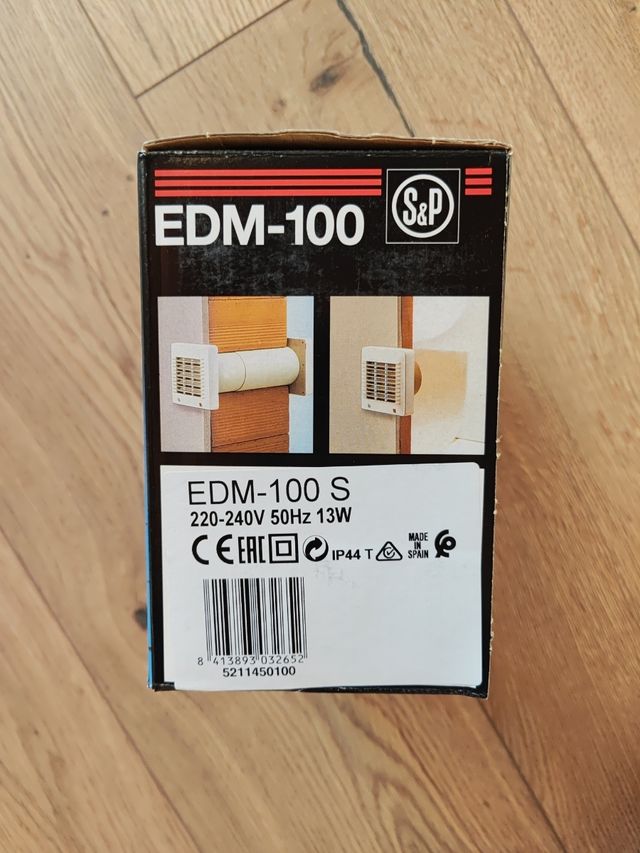 EDM-100
S&P
EDM-100 S
220-240V 50Hz 13W
CE EAC IP44 T MADE IN SPAIN
8 413893 032652
5211450100